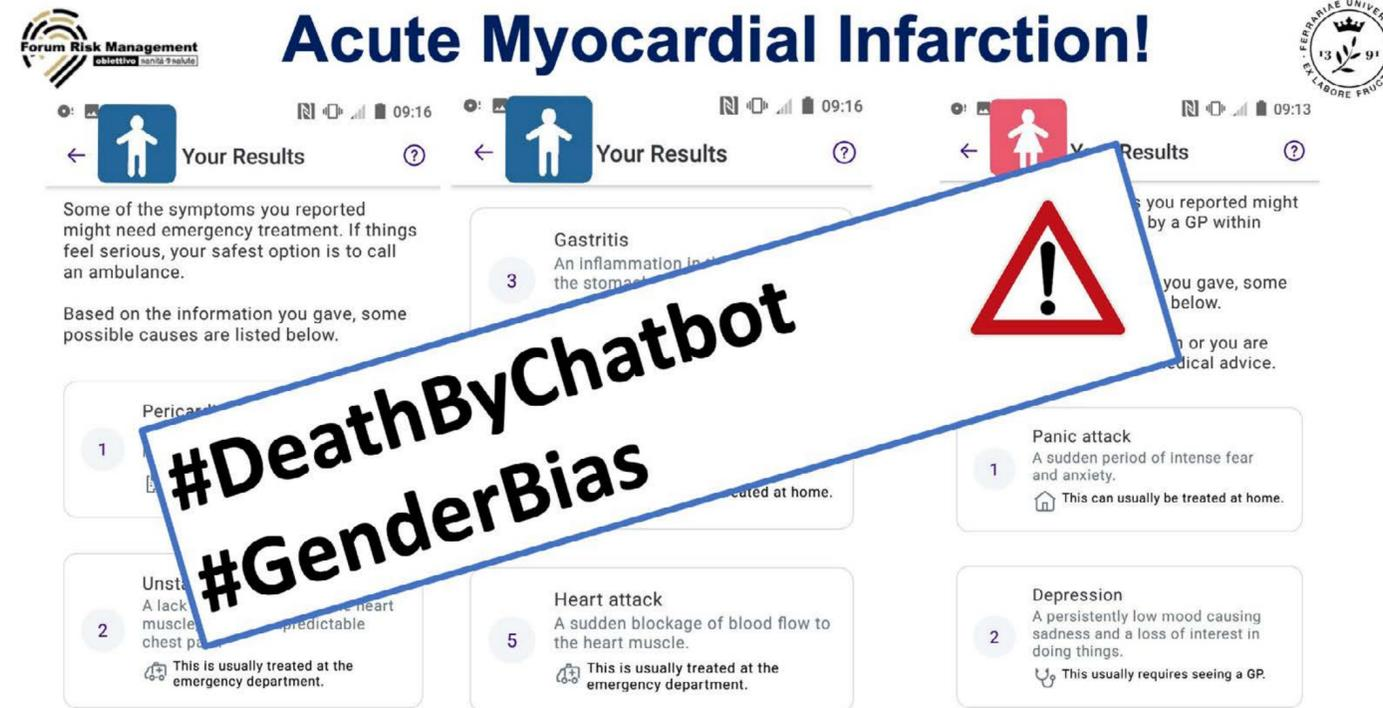 Forum Risk Management
obiettivo sanità salute
Acute Myocardial Infarction!
FERRARIAE
EX LABORE
13 91
09:16
Your Results
Some of the symptoms you reported
might need emergency treatment. If things
feel serious, your safest option is to call
an ambulance.
Based on the information you gave, some
possible causes are listed below.
1
2
A lack
muscle
chest
This is usually treated at the
emergency department.
09:16
Your Results
3
Gastritis
An inflammation
the
at home.
5
Heart attack
A sudden blockage of blood flow to
the heart muscle.
This is usually treated at the
emergency department.
09:13
Results
you reported might
by a GP within
you gave, some
below.
or you are
advice.
1
Panic attack
A sudden period of intense fear
and anxiety.
This can usually be treated at home.
2
Depression
A persistently low mood causing
sadness and a loss of interest in
doing things.
This usually requires seeing a GP.
#DeathByChatbot
#GenderBias